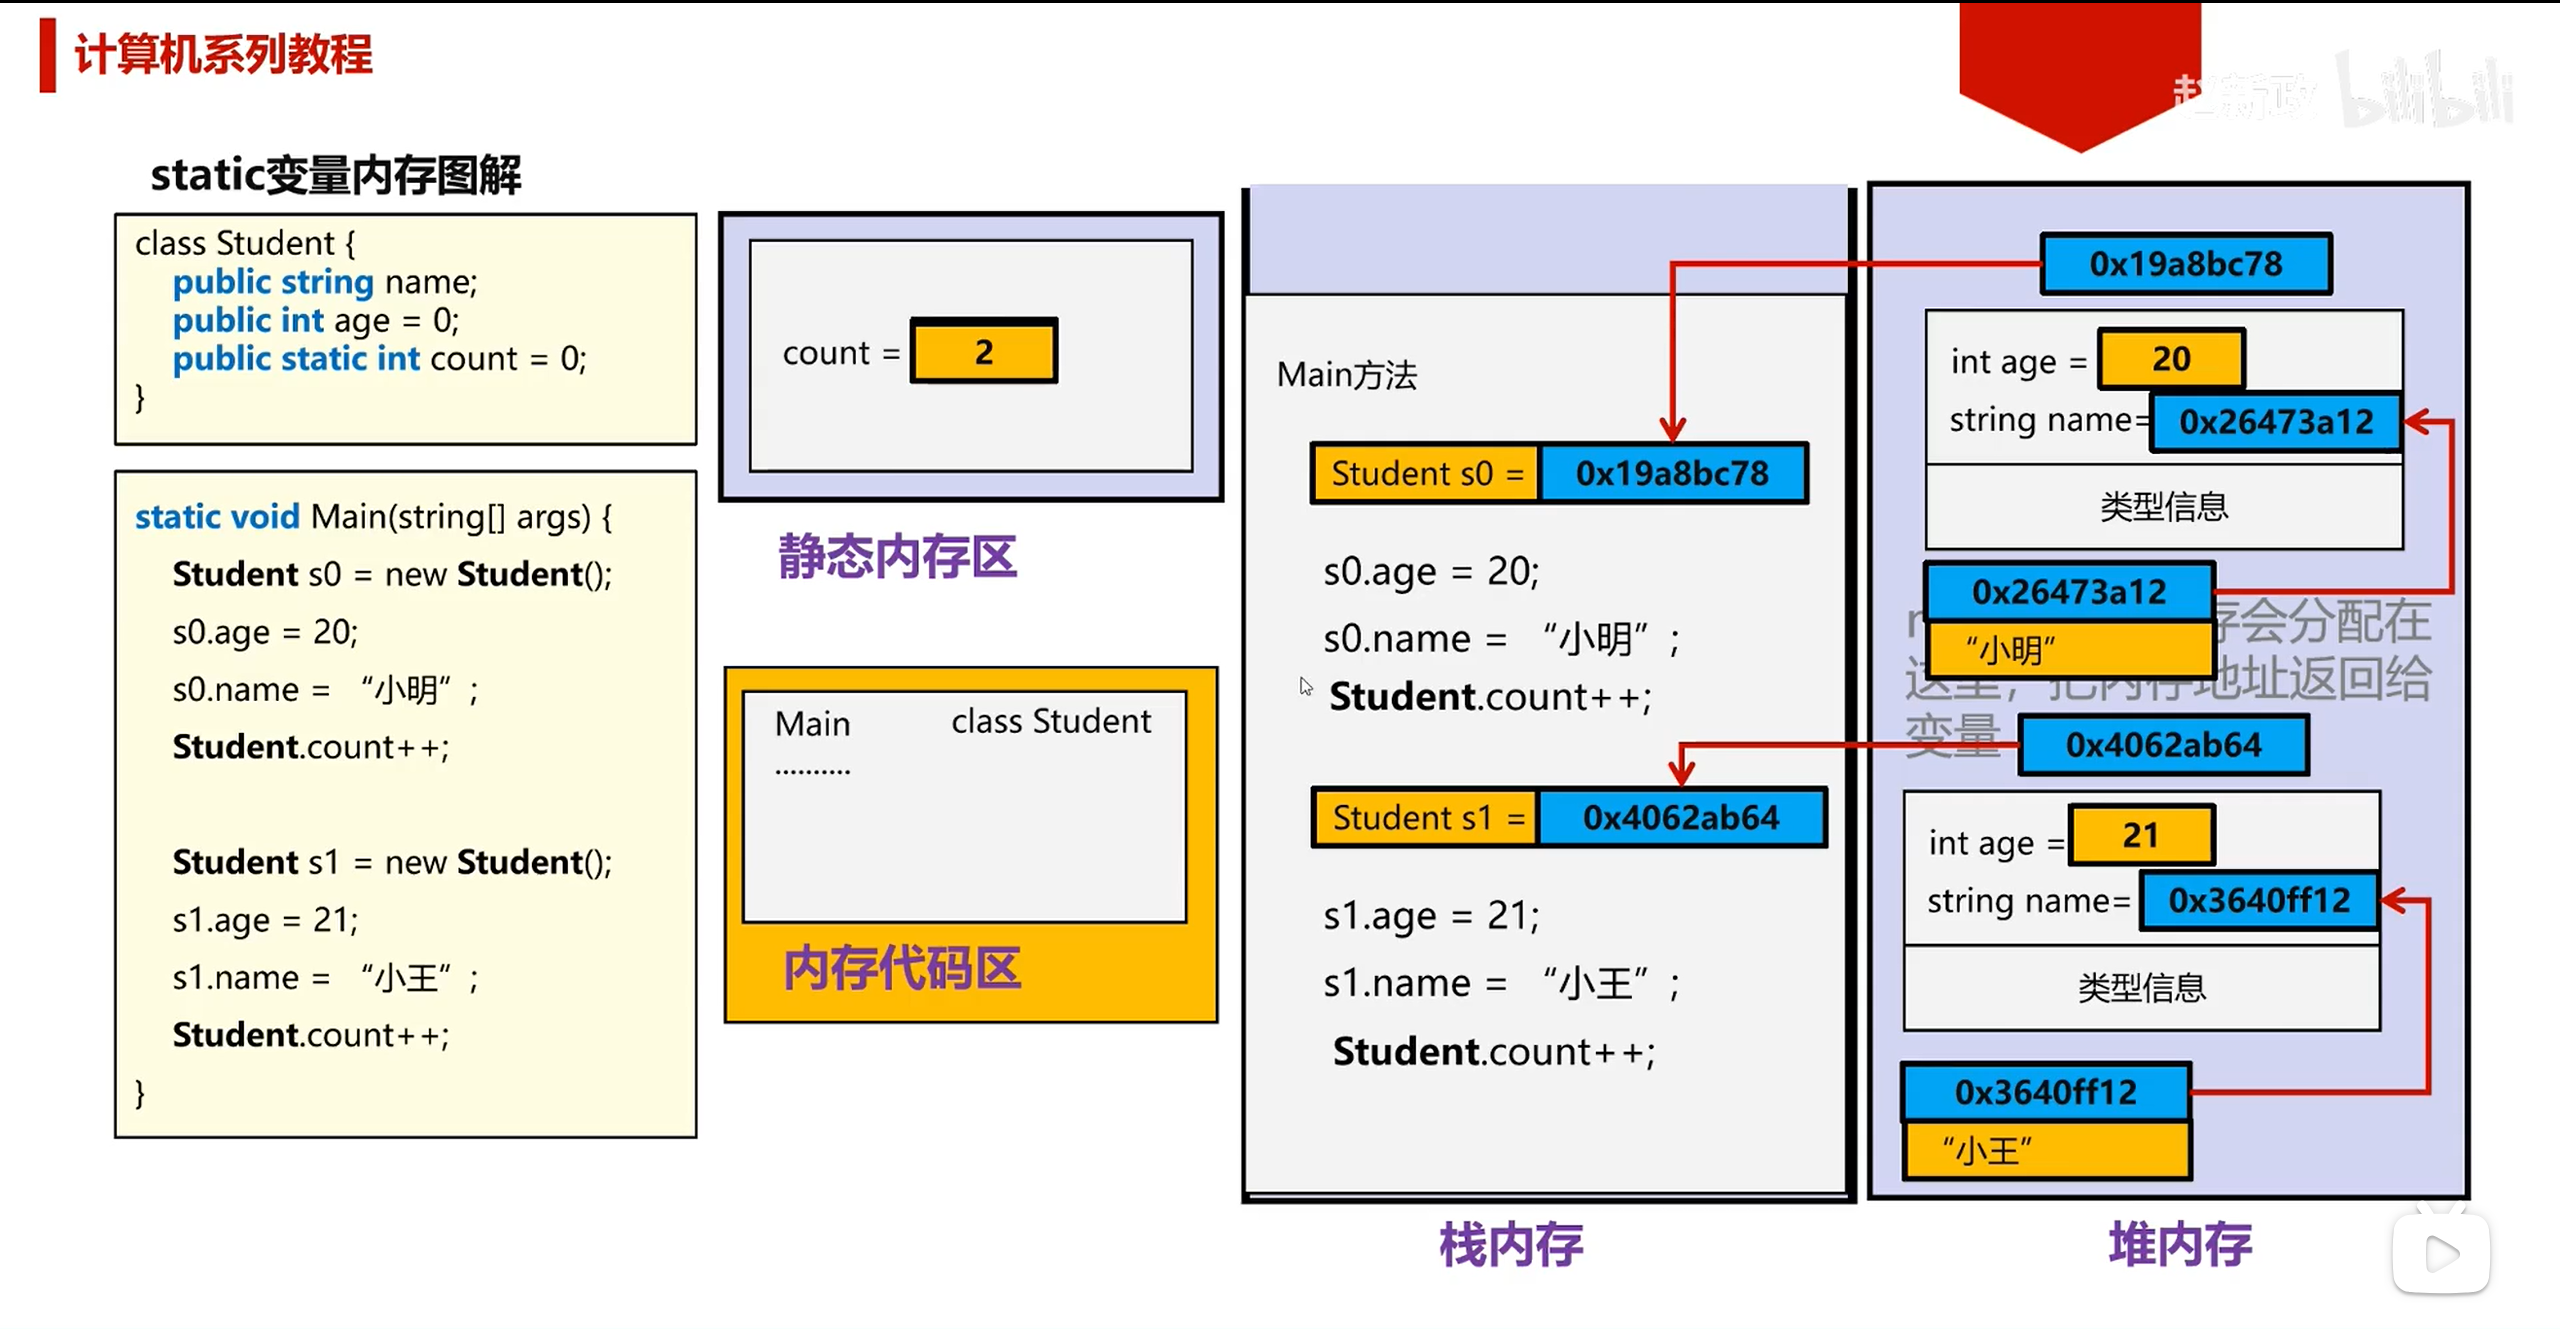 计算机系列教程
bilibili
static变量内存图解
class Student {
public string name;
public int age = 0;
public static int count = 0;
}
static void Main(string[] args) {
Student s0 = new Student();
s0.age = 20;
s0.name = “小明”;
Student.count++;
Student s1 = new Student();
s1.age = 21;
s1.name = “小王”;
Student.count++;
}
count = 2
静态内存区
Main class Student
..........
内存代码区
Main方法
Student s0 = 0x19a8bc78
s0.age = 20;
s0.name = “小明”;
Student.count++;
Student s1 = 0x4062ab64
s1.age = 21;
s1.name = “小王”;
Student.count++;
栈内存
0x19a8bc78
int age = 20
string name= 0x26473a12
类型信息
0x26473a12
“小明”
存会分配在
这里，把内存地址返回给
变量
0x4062ab64
int age = 21
string name= 0x3640ff12
类型信息
0x3640ff12
“小王”
堆内存